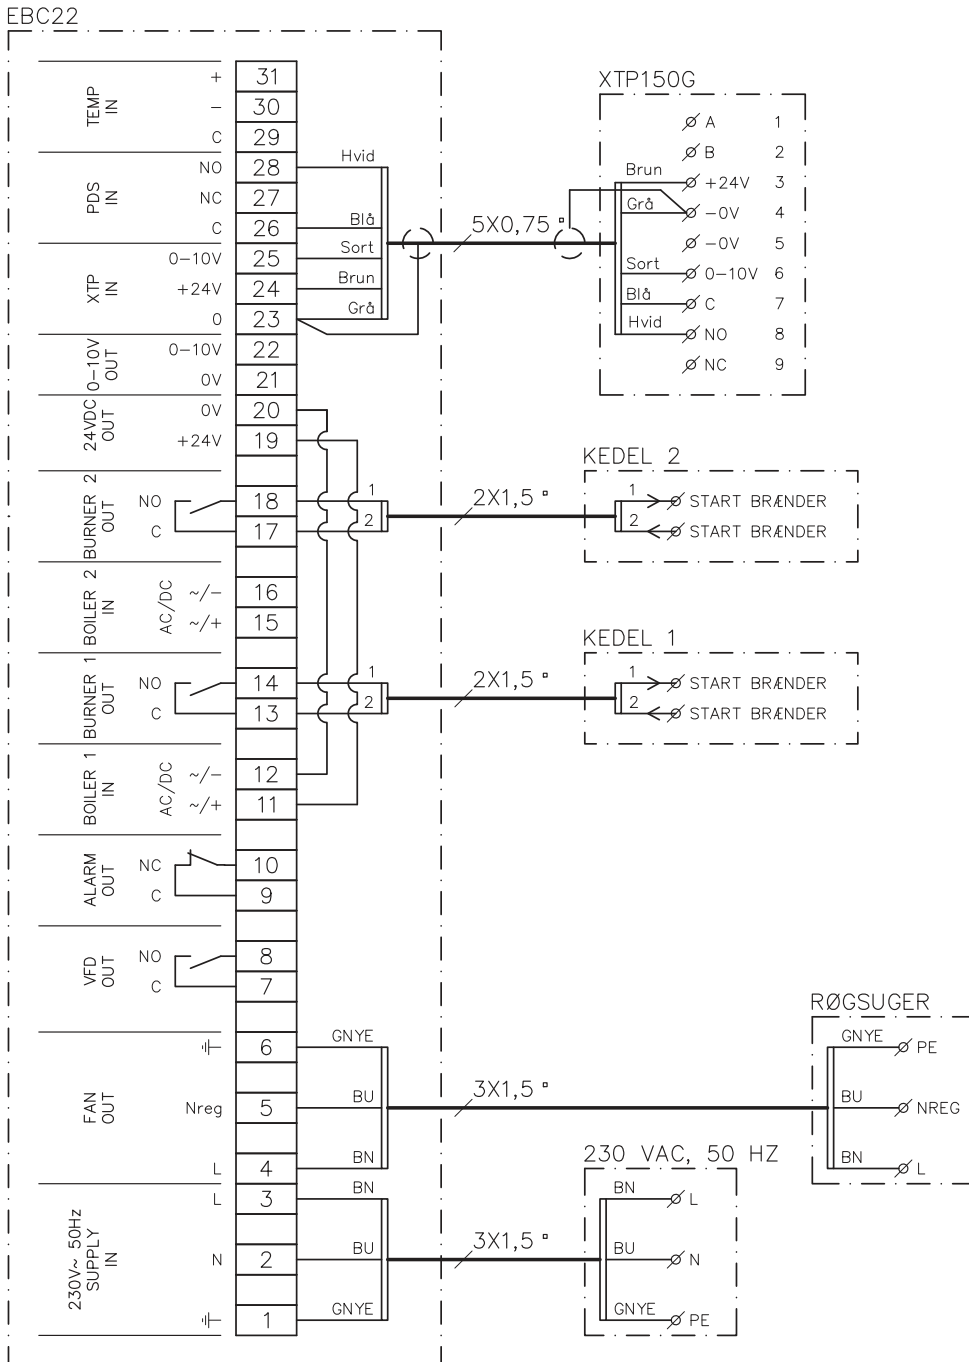 EBC22
TEMP IN
+ 31
- 30
C 29
PDS IN
NO 28 Hvid
NC 27
C 26 Blå
XTP IN
0-10V 25 Sort
+24V 24 Brun
0 23 Grå
0-10V OUT
0-10V 22
0V 21
24VDC OUT
0V 20
+24V 19
BURNER 2 OUT
NO 18 1
C 17 2
BOILER 2 IN
AC/DC
~/- 16
~/+ 15
BURNER 1 OUT
NO 14 1
C 13 2
BOILER 1 IN
AC/DC
~/- 12
~/+ 11
ALARM OUT
NC 10
C 9
VFD OUT
NO 8
C 7
FAN OUT
6 GNYE
Nreg 5 BU
L 4 BN
230V~ 50Hz SUPPLY IN
L 3 BN
N 2 BU
1 GNYE
5X0,75 ▫
XTP150G
A 1
B 2
Brun +24V 3
Grå -0V 4
-0V 5
Sort 0-10V 6
Blå C 7
Hvid NO 8
NC 9
2X1,5 ▫
KEDEL 2
1 START BRÆNDER
2 START BRÆNDER
2X1,5 ▫
KEDEL 1
1 START BRÆNDER
2 START BRÆNDER
3X1,5 ▫
RØGSUGER
GNYE PE
BU NREG
BN L
3X1,5 ▫
230 VAC, 50 HZ
BN L
BU N
GNYE PE